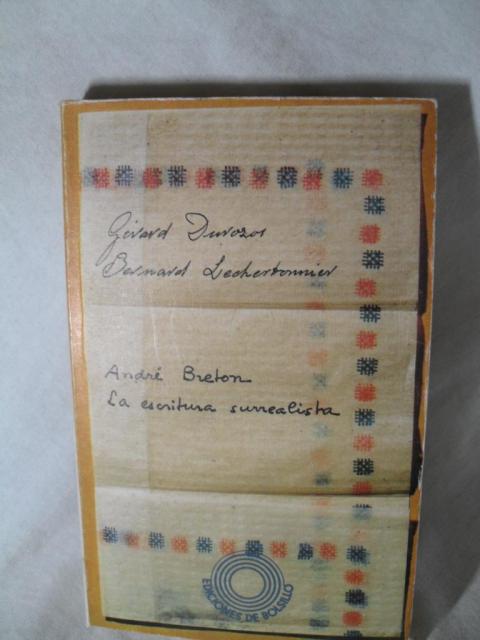 Gérard Durozoi
Bernard Lecherbonnier
André Breton
La escritura surrealista
EDICIONES DE BOLSILLO